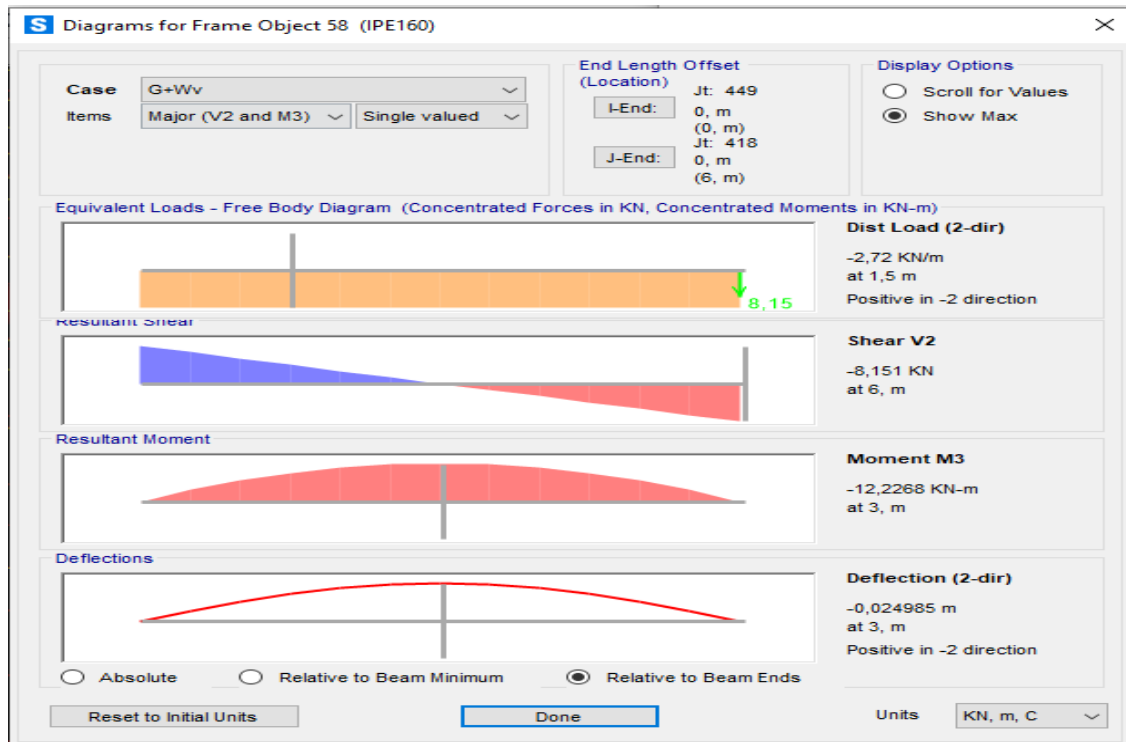 S Diagrams for Frame Object 58 (IPE160)
Case G+Wv
Items Major (V2 and M3) Single valued
End Length Offset
(Location)
I-End: Jt: 449
0, m
(0, m)
J-End: Jt: 418
0, m
(6, m)
Display Options
Scroll for Values
Show Max
Equivalent Loads - Free Body Diagram (Concentrated Forces in KN, Concentrated Moments in KN-m)
8,15
Dist Load (2-dir)
-2,72 KN/m
at 1,5 m
Positive in -2 direction
Resultant Shear
Shear V2
-8,151 KN
at 6, m
Resultant Moment
Moment M3
-12,2268 KN-m
at 3, m
Deflections
Deflection (2-dir)
-0,024985 m
at 3, m
Positive in -2 direction
Absolute Relative to Beam Minimum Relative to Beam Ends
Reset to Initial Units Done Units KN, m, C